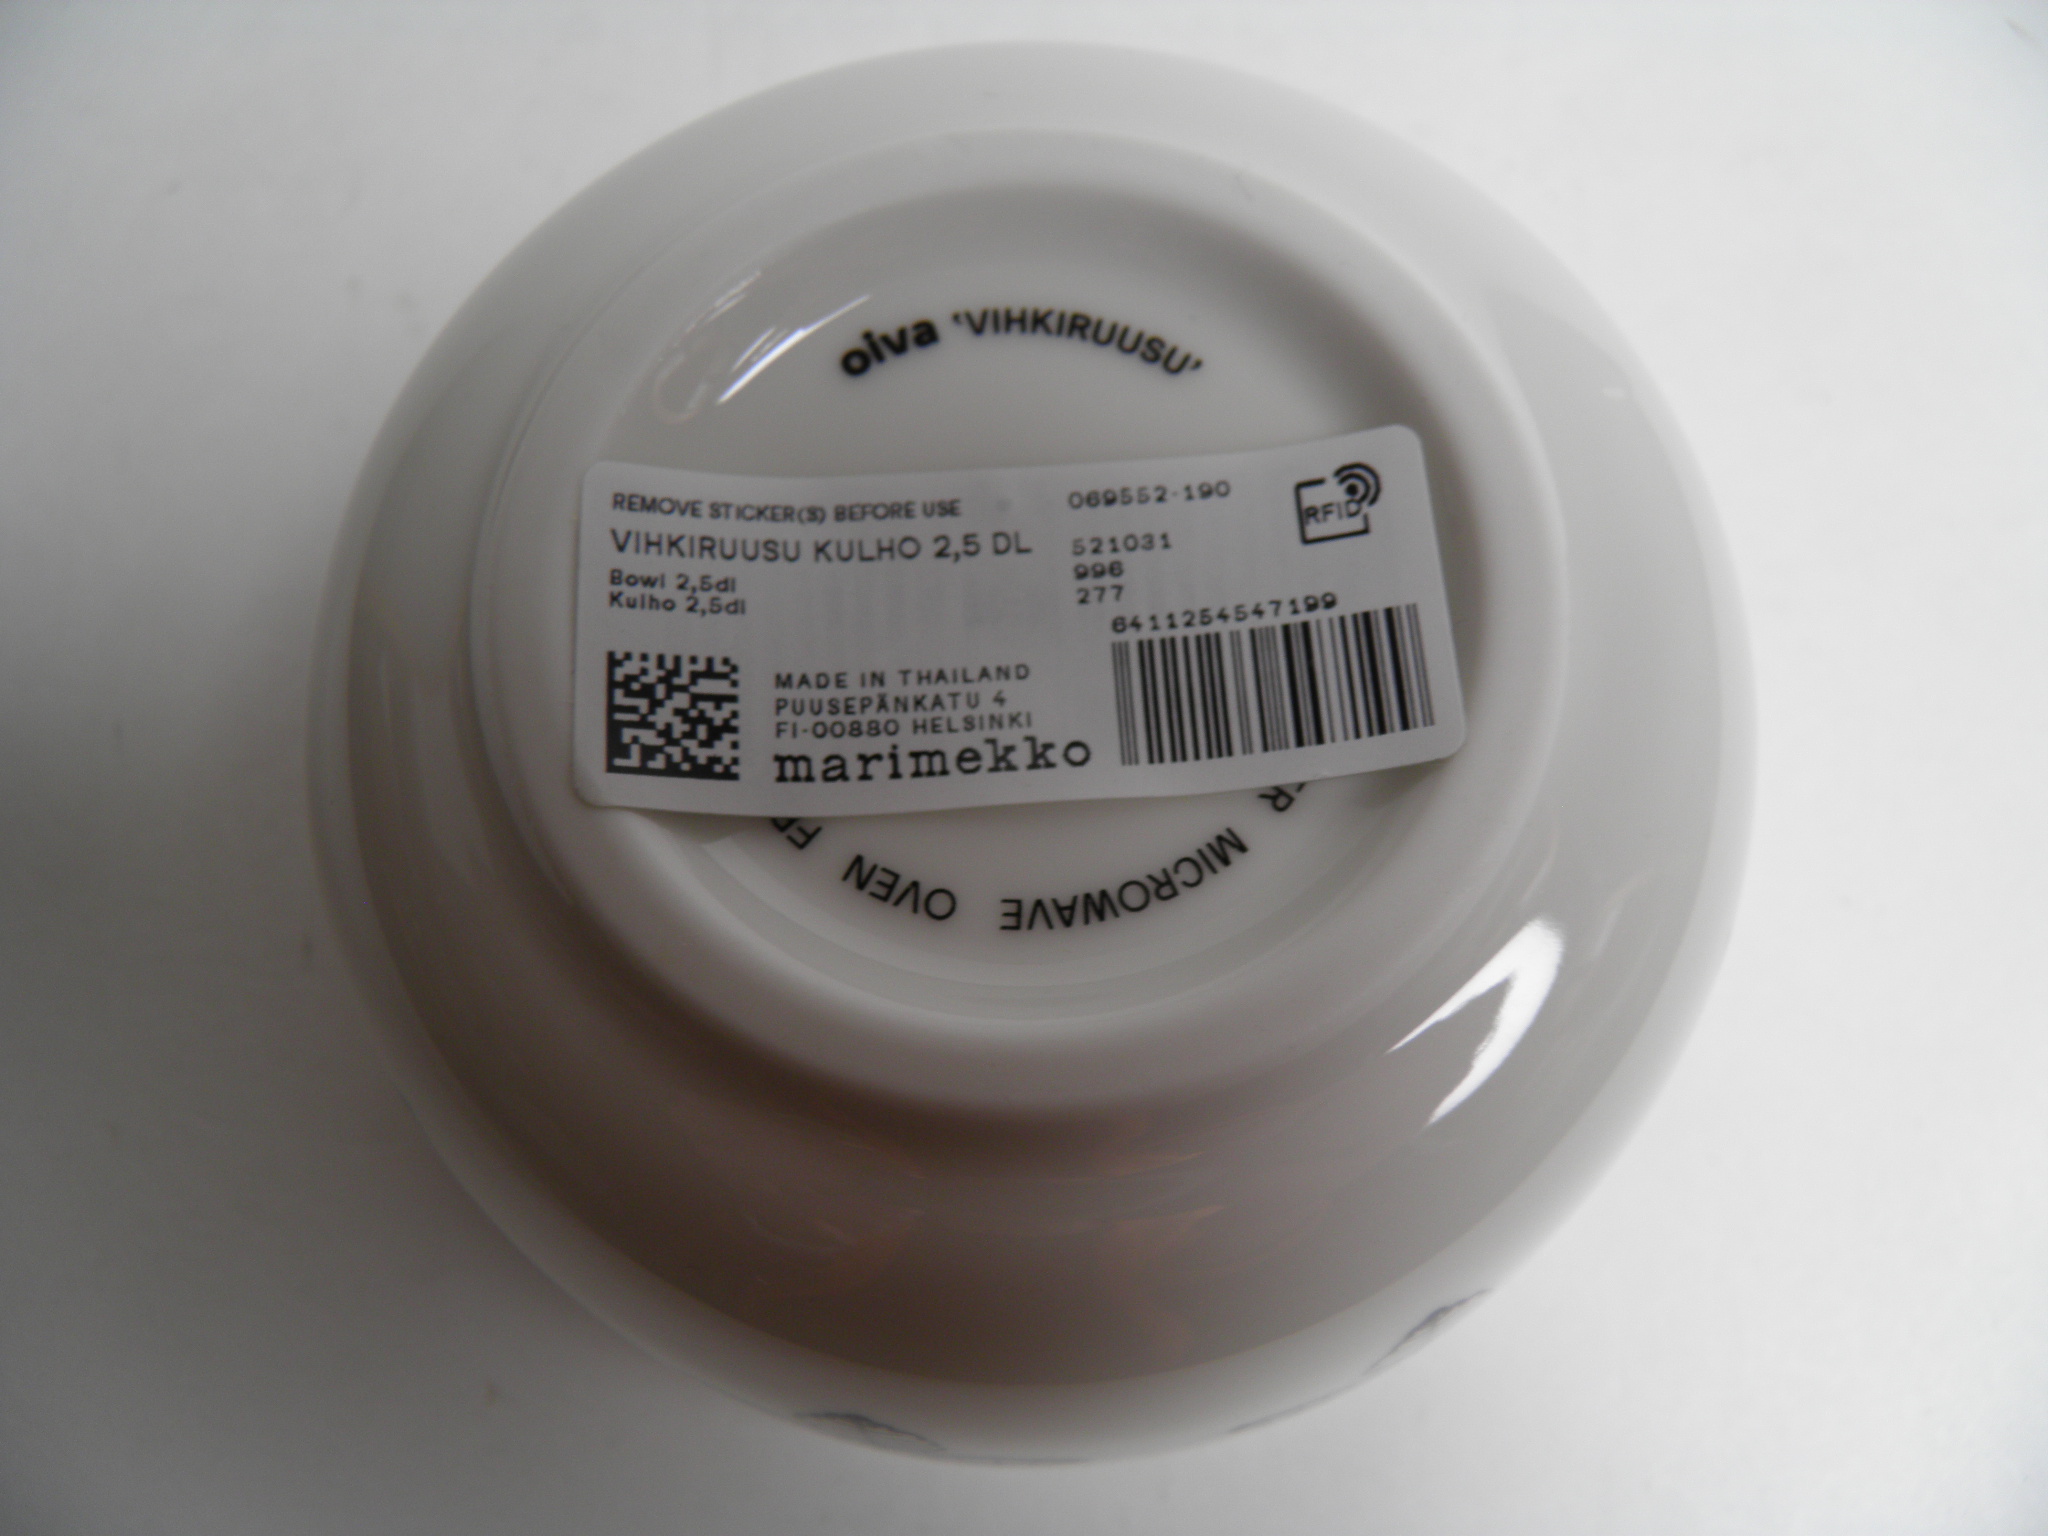 oiva ‘VIHKIRUUSU’
REMOVE STICKER(S) BEFORE USE
VIHKIRUUSU KULHO 2,5 DL
Bowl 2,5dl
Kulho 2,5dl
069552-190
521031
996
277
RFID
6411254547199
MADE IN THAILAND
PUUSEPÄNKATU 4
FI-00880 HELSINKI
marimekko
MICROWAVE OVEN